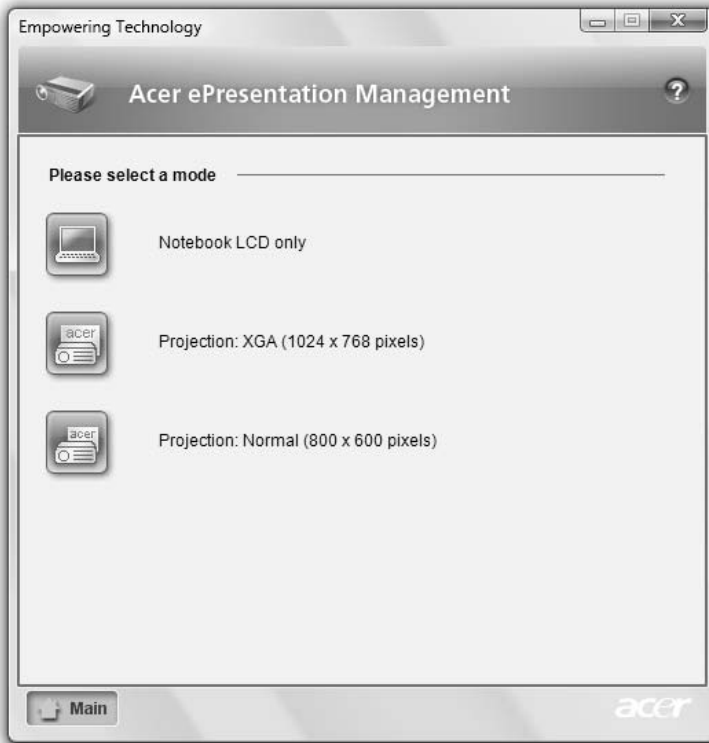 Empowering Technology
Acer ePresentation Management
?
Please select a mode
Notebook LCD only
acer
Projection: XGA (1024 x 768 pixels)
acer
Projection: Normal (800 x 600 pixels)
Main
acer